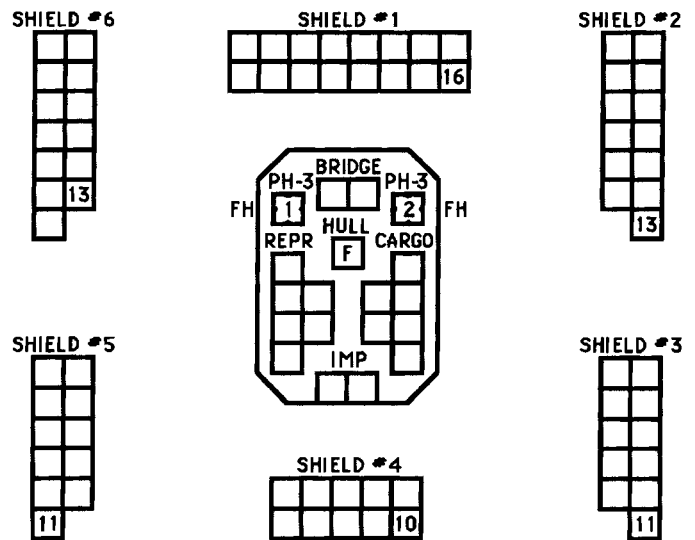 SHIELD #6
SHIELD #1
SHIELD #2
16
BRIDGE
PH-3 PH-3
13
FH 1 2 FH
HULL
13
REPR F CARGO
SHIELD #5
SHIELD #3
IMP
SHIELD #4
11
10
11